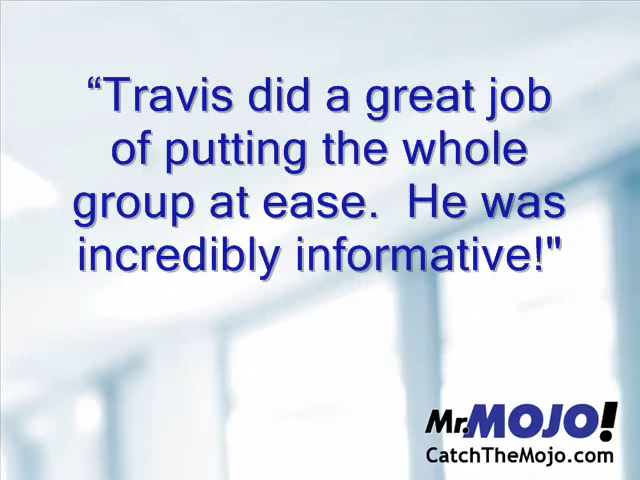 “Travis did a great job
of putting the whole
group at ease.  He was
incredibly informative!"
Mr.MOJO!
CatchTheMojo.com